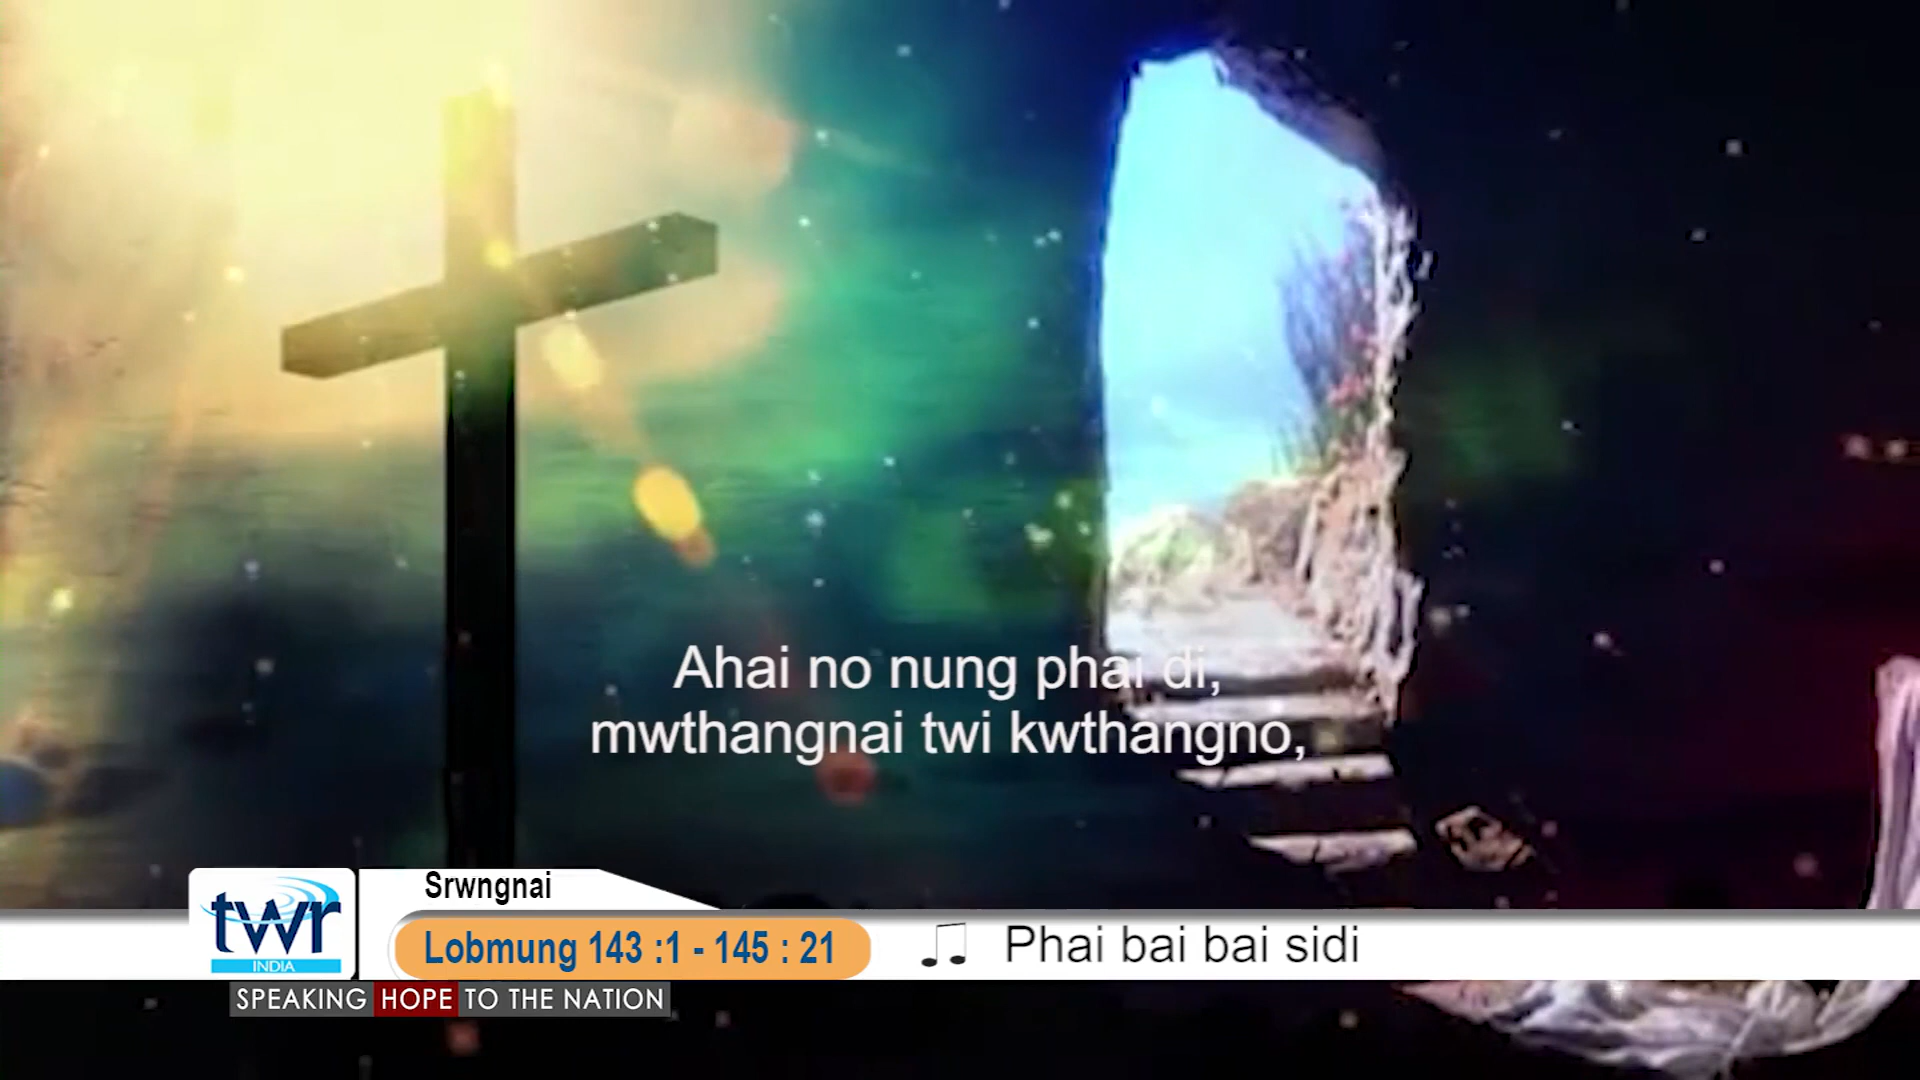 Ahai no nung phai di,
mwthangnai twi kwthangno,
Srwngnai
twr
INDIA
Lobmung 143 :1 - 145 : 21
Phai bai bai sidi
SPEAKING HOPE TO THE NATION